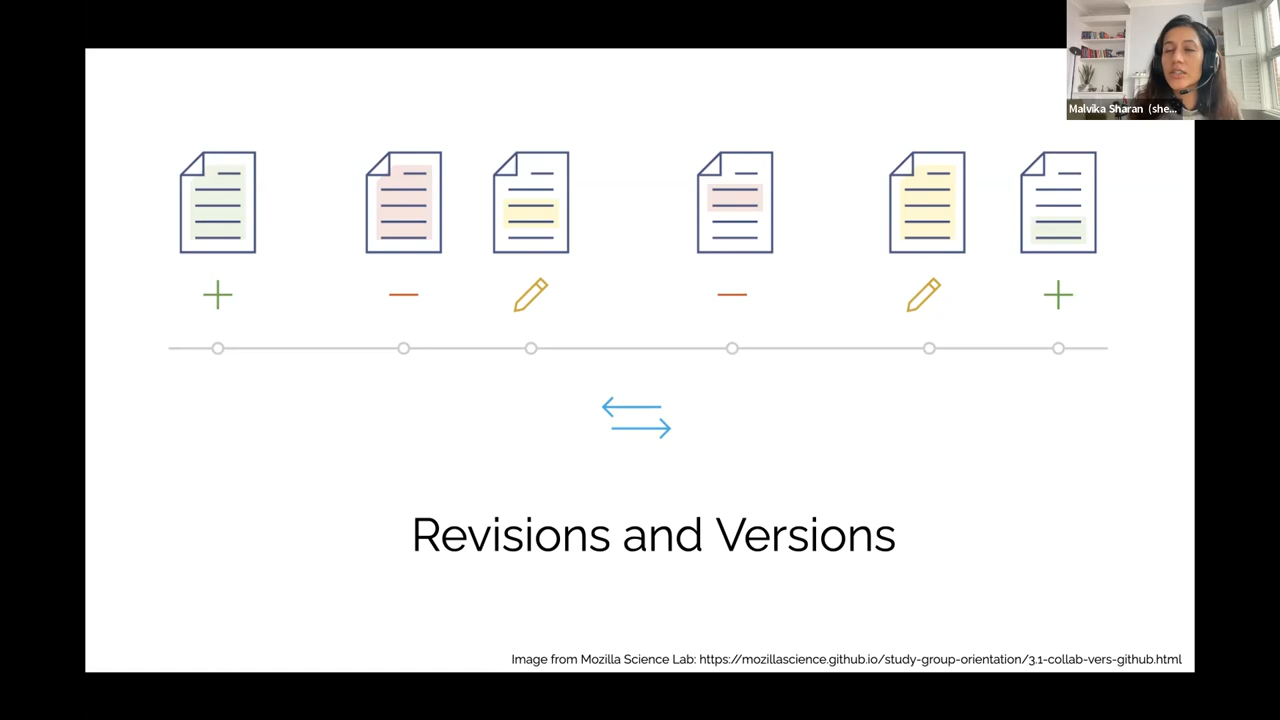 Malvika Sharan (she...
Revisions and Versions
Image from Mozilla Science Lab: https://mozillascience.github.io/study-group-orientation/3.1-collab-vers-github.html